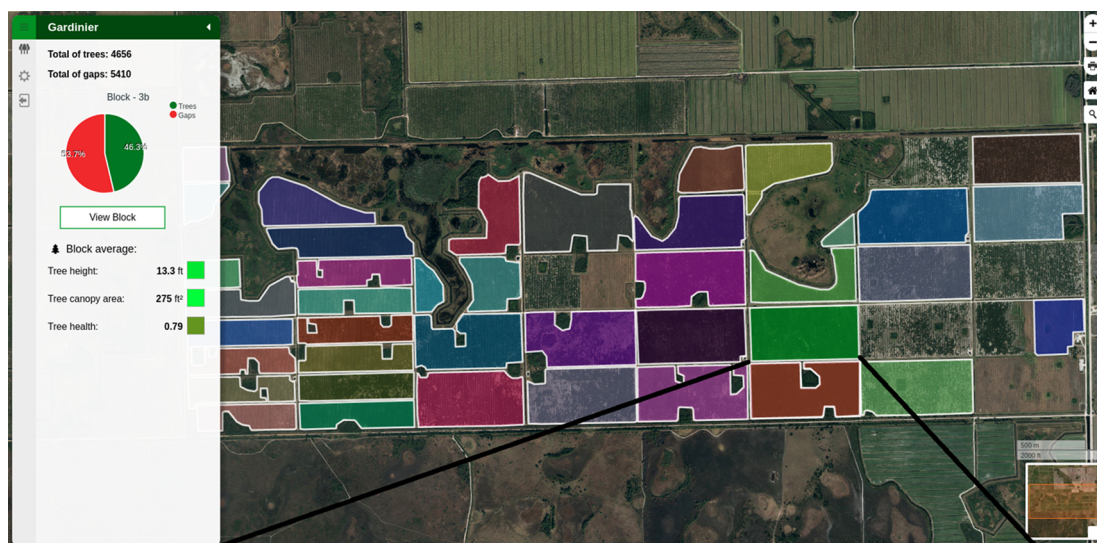 Gardinier
Total of trees: 4656
Total of gaps: 5410
Block - 3b
Trees
Gaps
53.7%
46.3%
View Block
Block average:
Tree height: 13.3 ft
Tree canopy area: 275 ft²
Tree health: 0.79
500 m
2000 ft